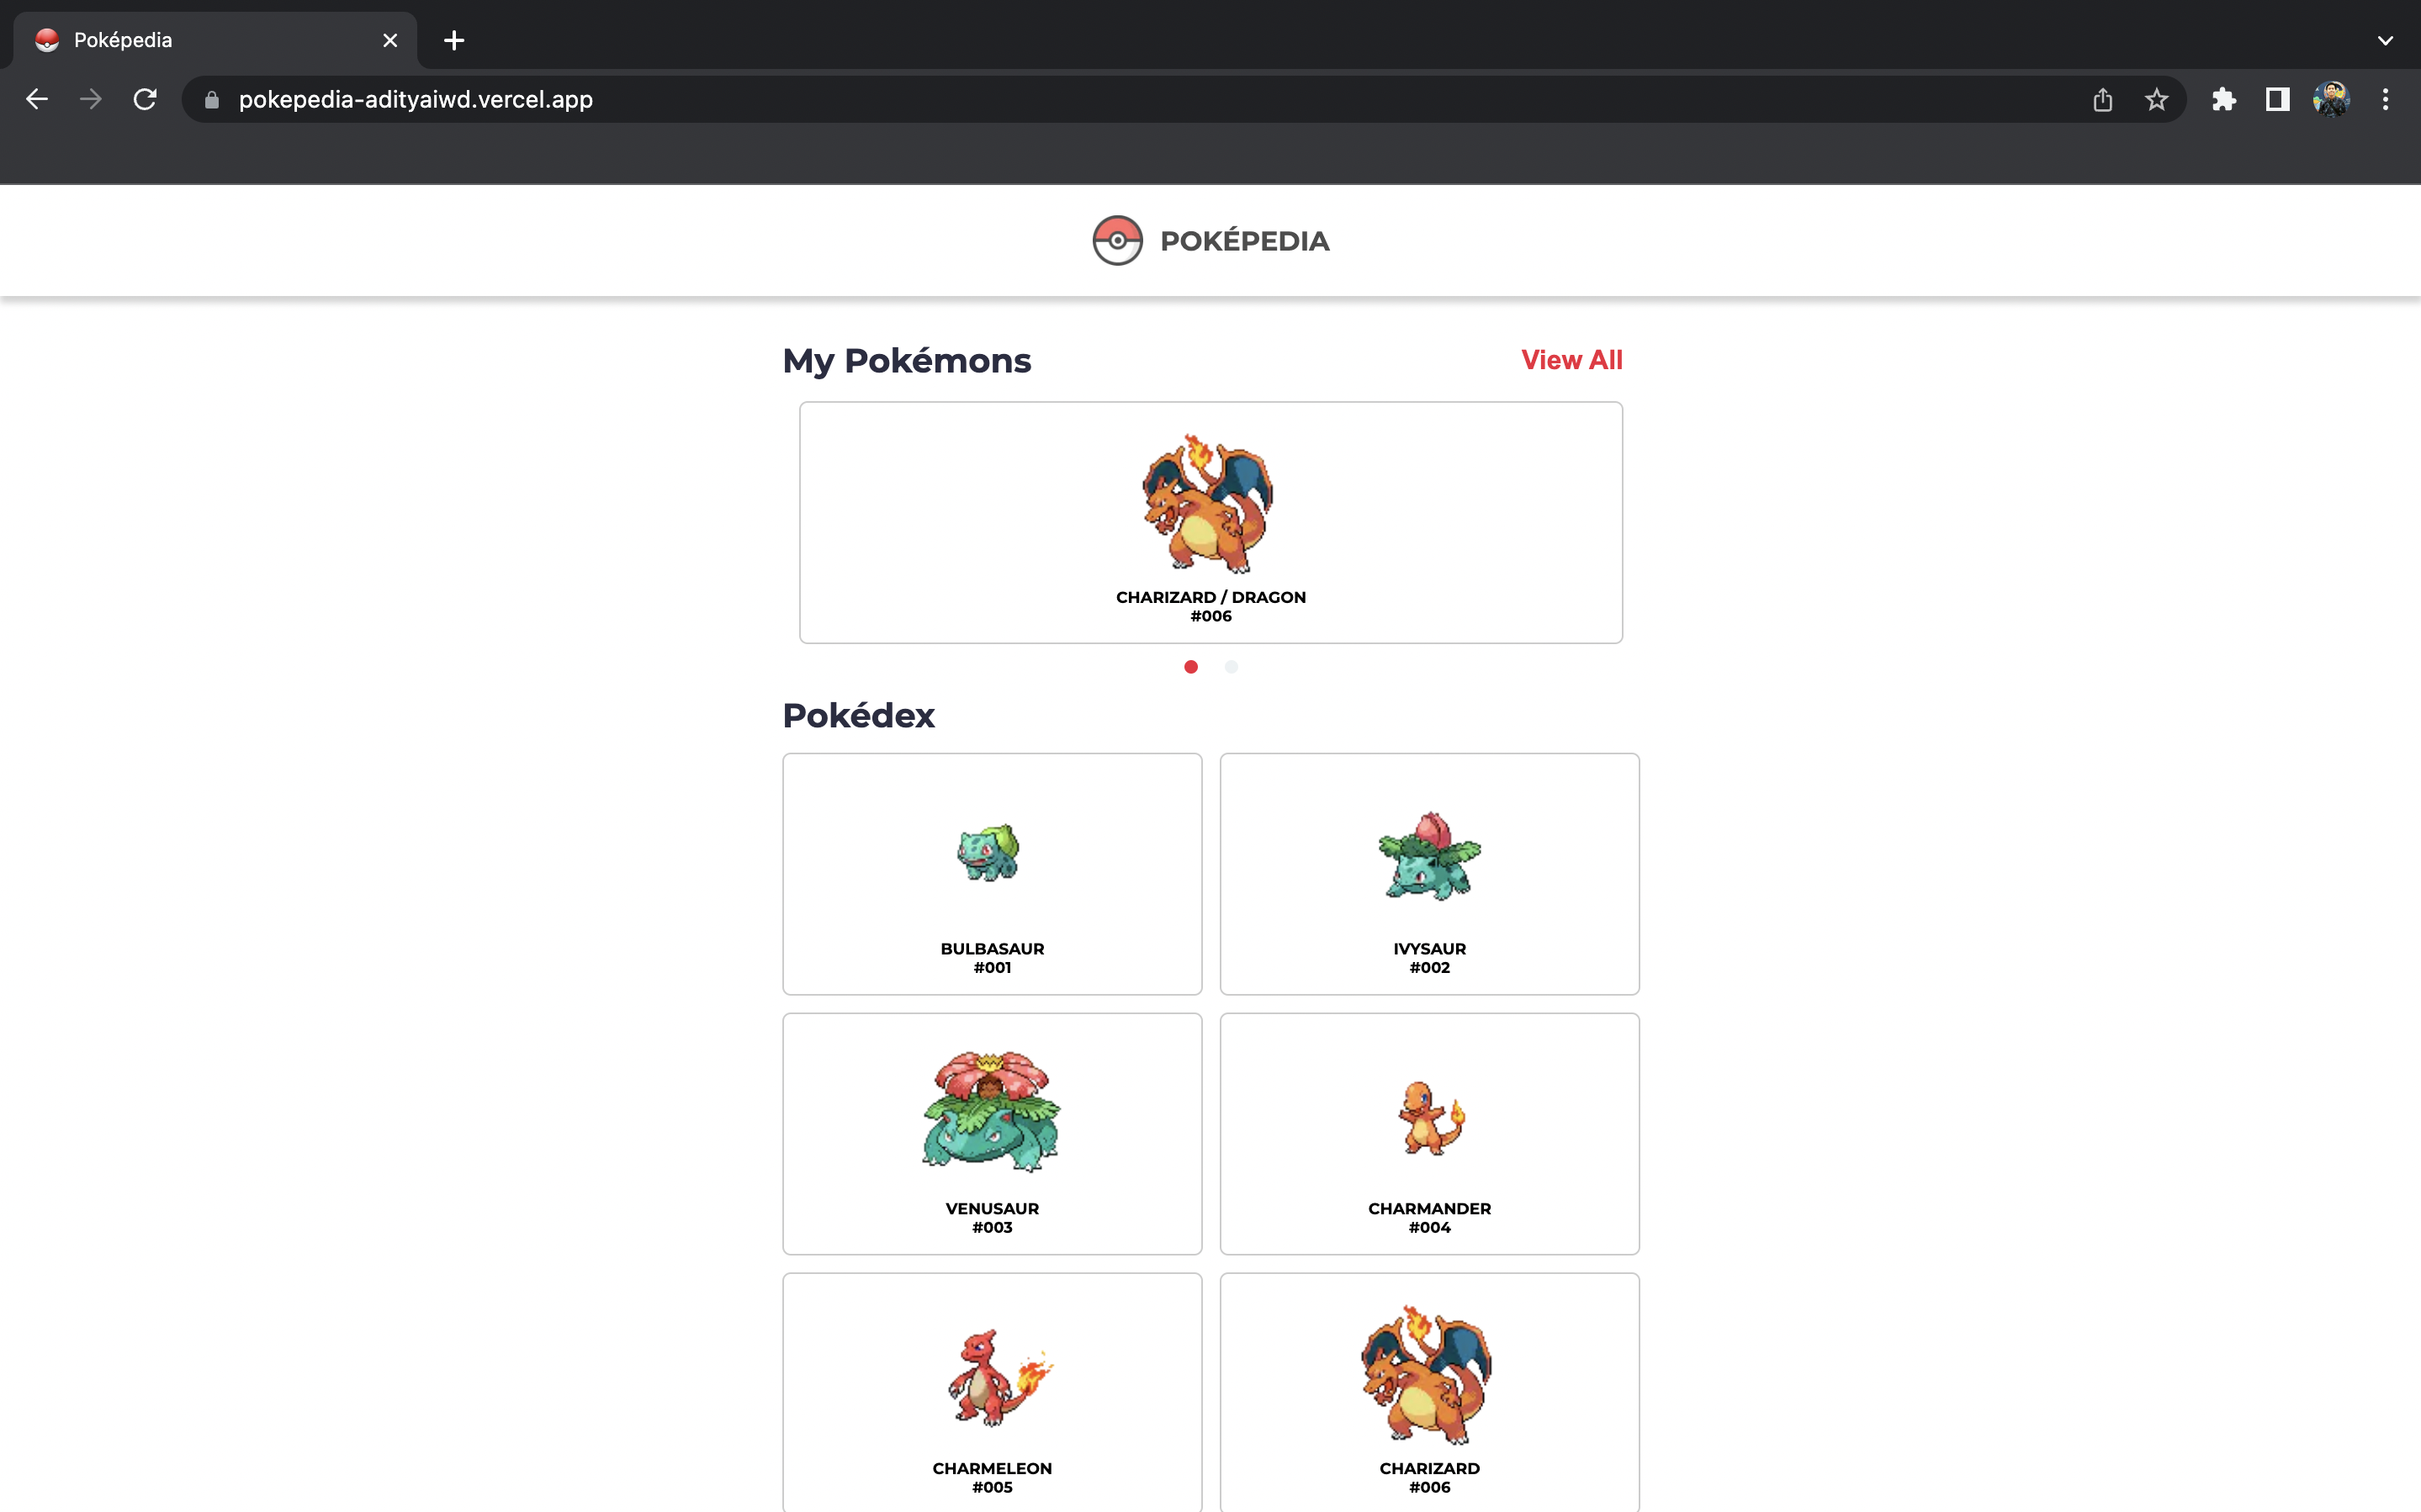 Poképedia
pokepedia-adityaiwd.vercel.app
POKÉPEDIA
My Pokémons
View All
CHARIZARD / DRAGON
#006
Pokédex
BULBASAUR
#001
IVYSAUR
#002
VENUSAUR
#003
CHARMANDER
#004
CHARMELEON
#005
CHARIZARD
#006